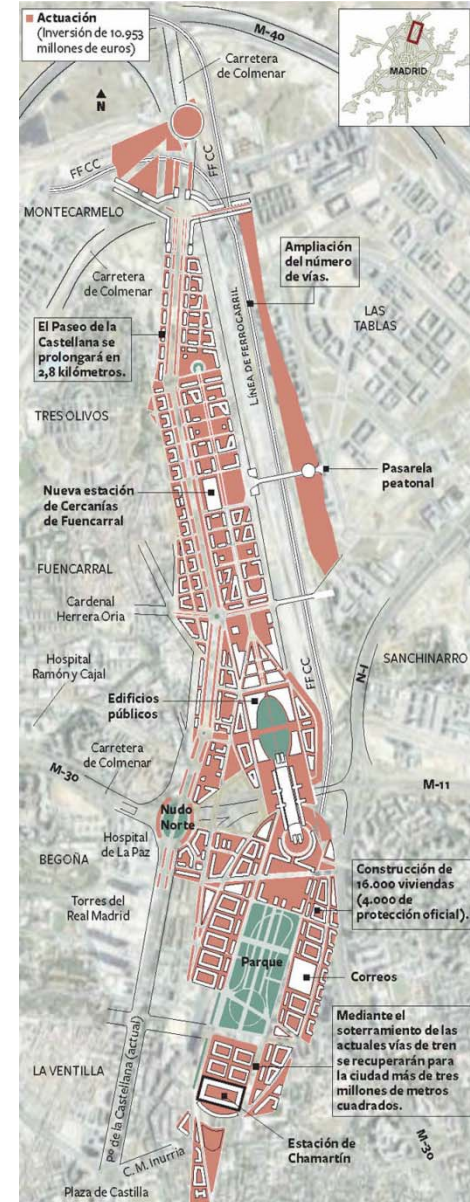 Actuación
(Inversión de 10.953
millones de euros)
M-40
Carretera
de Colmenar
MADRID
N
FFCC
FFCC
MONTECARMELO
Ampliación
del número
de vías.
Carretera
de Colmenar
LAS
TABLAS
El Paseo de la
Castellana se
prolongará en
2,8 kilómetros.
LÍNEA DE FERROCARRIL
TRES OLIVOS
Pasarela
peatonal
Nueva estación
de Cercanías
de Fuencarral
FUENCARRAL
Cardenal
Herrera Oria
SANCHINARRO
N-I
FFCC
Hospital
Ramón y Cajal
Edificios
públicos
Carretera
de Colmenar
M-30
M-11
Nudo
Norte
Hospital
de La Paz
BEGOÑA
Construcción de
16.000 viviendas
(4.000 de
protección oficial).
Torres del
Real Madrid
Parque
Correos
Mediante el
soterramiento de las
actuales vías de tren
se recuperarán para
la ciudad más de tres
millones de metros
cuadrados.
LA VENTILLA
Pº de la Castellana (actual)
Estación de
Chamartín
M-30
C. M. Inurria
Plaza de Castilla